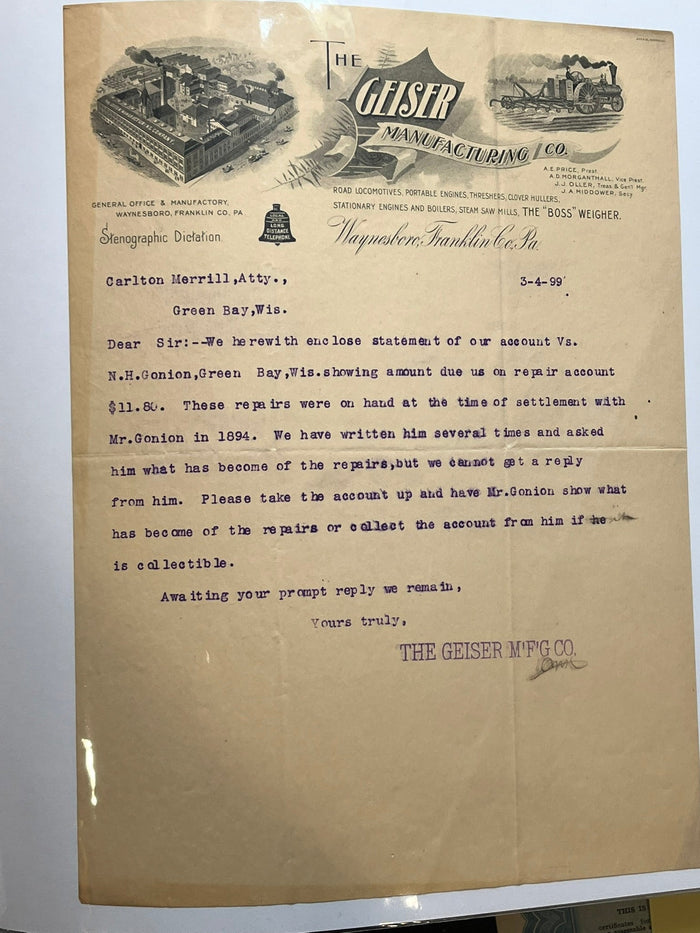 THE
GEISER
MANUFACTURING CO.
A.E. PRICE, Prest.
A.D. MORGANTHALL, Vice Prest.
J.J. OLLER, Treas & Gen'l Mgr.
J.A. MIDDOWER, Secy
GENERAL OFFICE & MANUFACTORY,
WAYNESBORO, FRANKLIN CO. PA
Stenographic Dictation
LOCAL
AND
LONG
DISTANCE
TELEPHONE
ROAD LOCOMOTIVES, PORTABLE ENGINES, THRESHERS, CLOVER HULLERS,
STATIONARY ENGINES AND BOILERS, STEAM SAW MILLS, THE "BOSS" WEIGHER.
Waynesboro, Franklin Co. Pa.
Carlton Merrill,Atty., 3-4-99
Green Bay,Wis.
Dear Sir:--We herewith enclose statement of our account Vs.
N.H.Gonion,Green Bay,Wis.showing amount due us on repair account
$11.80. These repairs were on hand at the time of settlement with
Mr.Gonion in 1894. We have written him several times and asked
him what has become of the repairs,but we cannot get a reply
from him. Please take the account up and have Mr.Gonion show what
has become of the repairs or collect the account from him if he
is collectible.
Awaiting your prompt reply we remain,
Yours truly,
THE GEISER M'F'G CO.
THIS IS
certificates